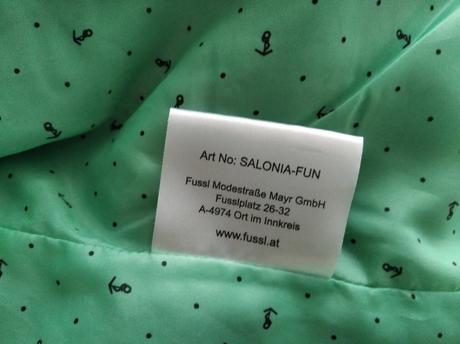 Art No: SALONIA-FUN
Fussl Modestraße Mayr GmbH
Fusslplatz 26-32
A-4974 Ort im Innkreis
www.fussl.at